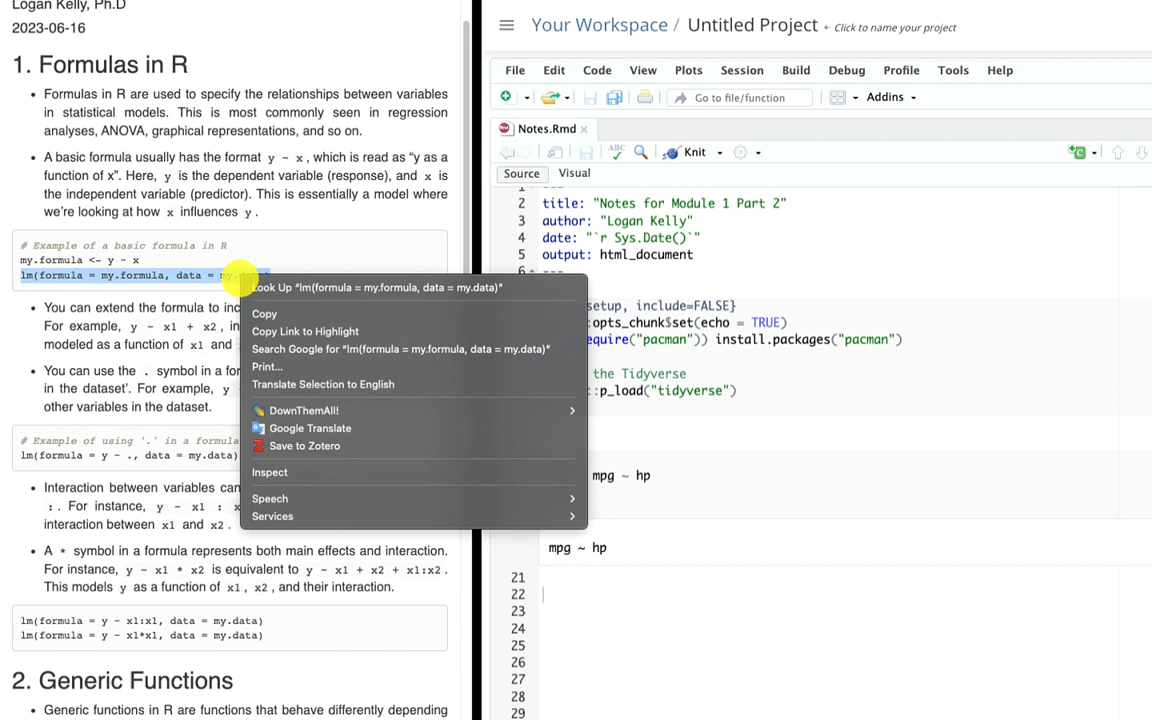 Logan Kelly, Ph.D
2023-06-16
1. Formulas in R
• Formulas in R are used to specify the relationships between variables
in statistical models. This is most commonly seen in regression
analyses, ANOVA, graphical representations, and so on.
• A basic formula usually has the format y ~ x, which is read as “y as a
function of x”. Here, y is the dependent variable (response), and x is
the independent variable (predictor). This is essentially a model where
we’re looking at how x influences y.
# Example of a basic formula in R
my.formula <- y ~ x
lm(formula = my.formula, data = my.
• You can extend the formula to inc
For example, y ~ x1 + x2, in
modeled as a function of x1 and
• You can use the . symbol in a for
in the dataset’. For example, y
other variables in the dataset.
# Example of using '.' in a formula
lm(formula = y ~ ., data = my.data)
• Interaction between variables can
:. For instance, y ~ x1 : x
interaction between x1 and x2.
• A * symbol in a formula represents both main effects and interaction.
For instance, y ~ x1 * x2 is equivalent to y ~ x1 + x2 + x1:x2.
This models y as a function of x1, x2, and their interaction.
lm(formula = y ~ x1:x1, data = my.data)
lm(formula = y ~ x1*x1, data = my.data)
2. Generic Functions
• Generic functions in R are functions that behave differently depending
Look Up “lm(formula = my.formula, data = my.data)”
Copy
Copy Link to Highlight
Search Google for “lm(formula = my.formula, data = my.data)”
Print...
Translate Selection to English
DownThemAll!
Google Translate
Save to Zotero
Inspect
Speech
Services
Your Workspace / Untitled Project ← Click to name your project
File Edit Code View Plots Session Build Debug Profile Tools Help
Go to file/function Addins
Notes.Rmd
ABC Knit
Source Visual
1 ---
2 title: "Notes for Module 1 Part 2"
3 author: "Logan Kelly"
4 date: "`r Sys.Date()`"
5 output: html_document
6 ---
setup, include=FALSE}
opts_chunk$set(echo = TRUE)
equire("pacman")) install.packages("pacman")
the Tidyverse
::p_load("tidyverse")
mpg ~ hp
mpg ~ hp
21
22
23
24
25
26
27
28
29